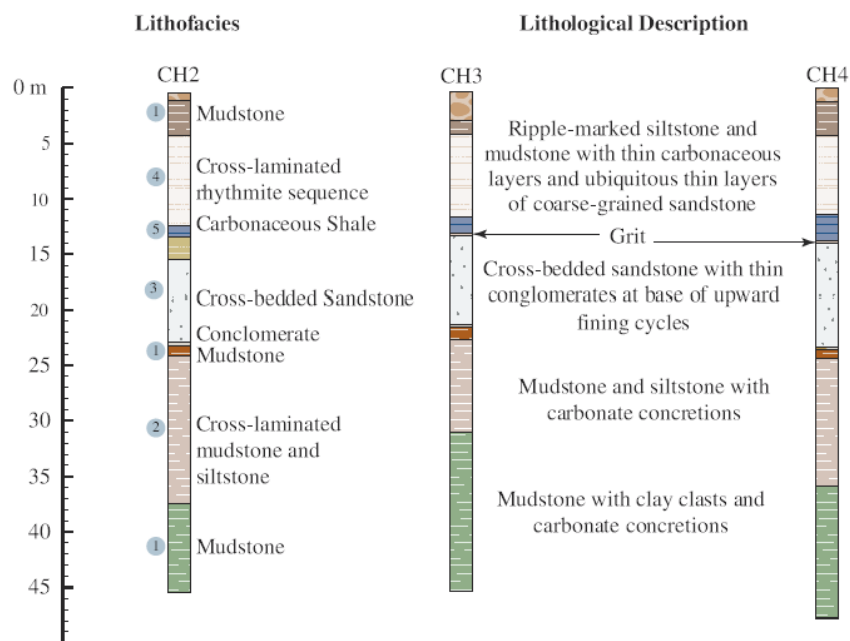 Lithofacies
Lithological Description
CH2
CH3
CH4
0 m
5
10
15
20
25
30
35
40
45
1
Mudstone
4
Cross-laminated
rhythmite sequence
5
Carbonaceous Shale
3
Cross-bedded Sandstone
Conclomerate
1
Mudstone
2
Cross-laminated
mudstone and
siltstone
1
Mudstone
Ripple-marked siltstone and
mudstone with thin carbonaceous
layers and ubiquitous thin layers
of coarse-grained sandstone
Grit
Cross-bedded sandstone with thin
conglomerates at base of upward
fining cycles
Mudstone and siltstone with
carbonate concretions
Mudstone with clay clasts and
carbonate concretions